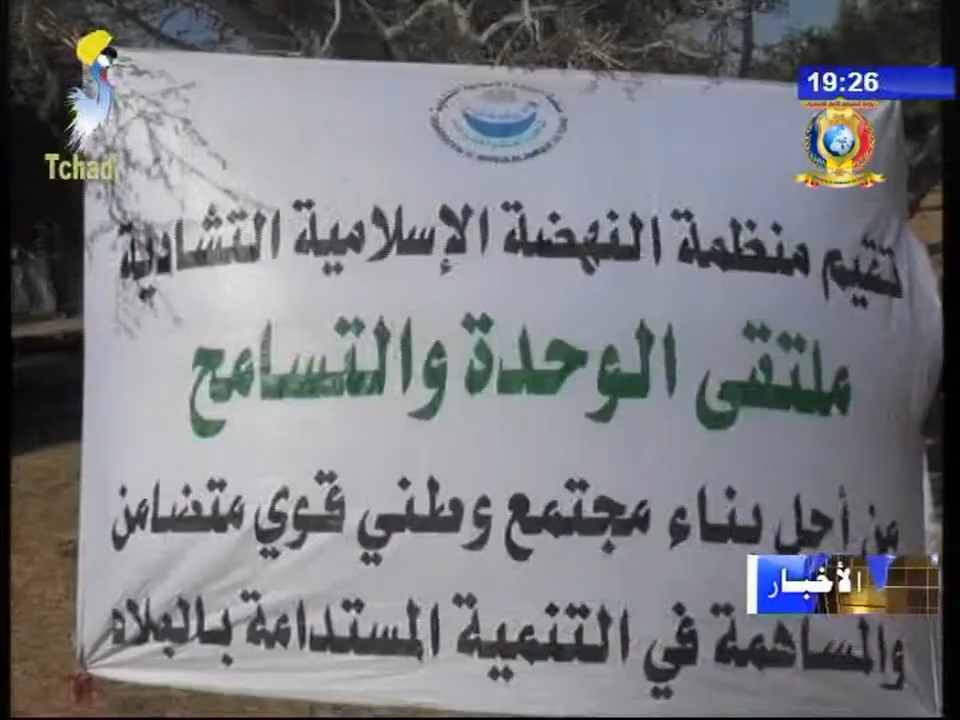 19:26
Tchad
تقيم منظمة النهضة الإسلامية التشادية
ملتقى الوحدة والتسامح
من أجل بناء مجتمع وطني قوي متضامن
والمساهمة في التنمية المستدامة بالبلاد
الأخبار